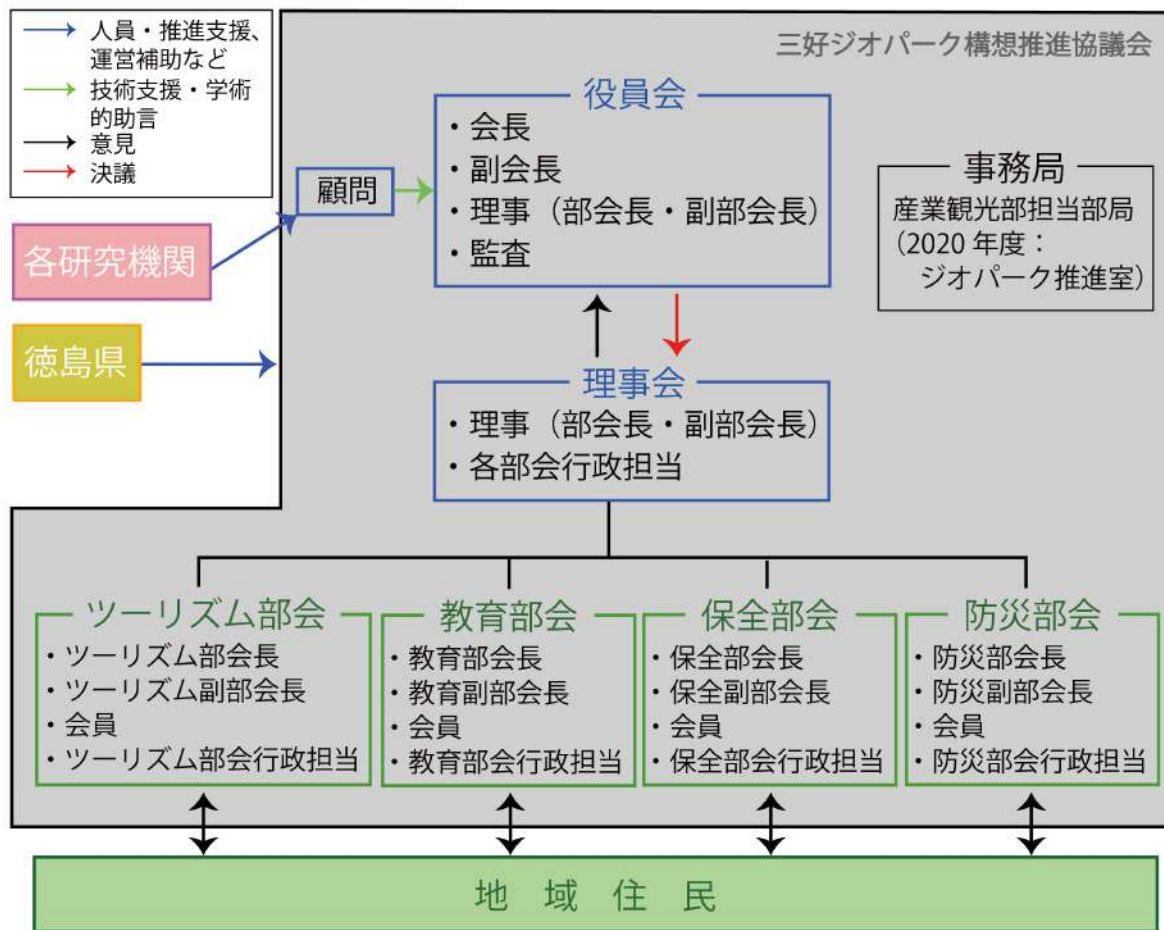 人員・推進支援、
運営補助など
技術支援・学術
的助言
意見
決議
三好ジオパーク構想推進協議会
役員会
・会長
・副会長
・理事（部会長・副部会長）
・監査
顧問
事務局
産業観光部担当部局
（2020 年度：
ジオパーク推進室）
各研究機関
徳島県
理事会
・理事（部会長・副部会長）
・各部会行政担当
ツーリズム部会
・ツーリズム部会長
・ツーリズム副部会長
・会員
・ツーリズム部会行政担当
教育部会
・教育部会長
・教育副部会長
・会員
・教育部会行政担当
保全部会
・保全部会長
・保全副部会長
・会員
・保全部会行政担当
防災部会
・防災部会長
・防災副部会長
・会員
・防災部会行政担当
地 域 住 民